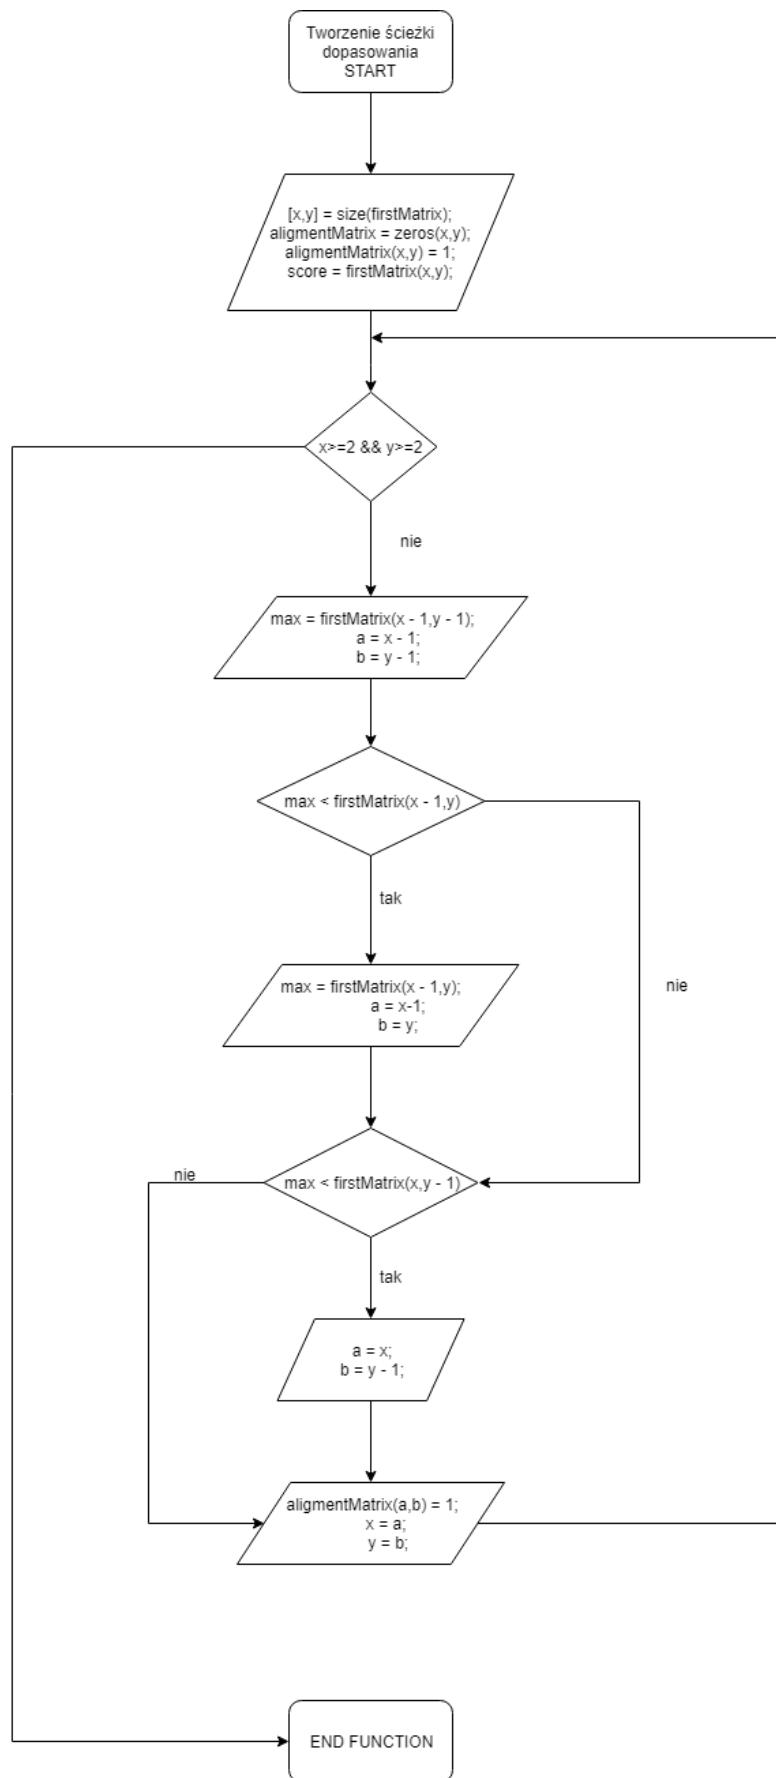 Tworzenie ścieżki
dopasowania
START
[x,y] = size(firstMatrix);
aligmentMatrix = zeros(x,y);
aligmentMatrix(x,y) = 1;
score = firstMatrix(x,y);
x>=2 && y>=2
nie
max = firstMatrix(x - 1,y - 1);
a = x - 1;
b = y - 1;
max < firstMatrix(x - 1,y)
tak
nie
max = firstMatrix(x - 1,y);
a = x-1;
b = y;
max < firstMatrix(x,y - 1)
nie
tak
a = x;
b = y - 1;
aligmentMatrix(a,b) = 1;
x = a;
y = b;
END FUNCTION